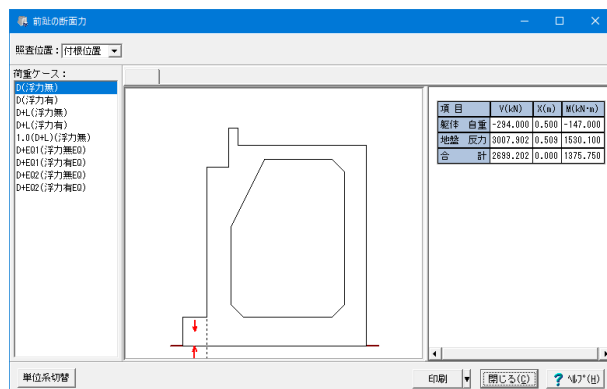 前趾の断面力
照査位置：付根位置
荷重ケース：
D(浮力無)
D(浮力有)
D+L(浮力無)
D+L(浮力有)
1.0(D+L)(浮力無)
D+EQ1(浮力無EQ)
D+EQ1(浮力有EQ)
D+EQ2(浮力無EQ)
D+EQ2(浮力有EQ)
項 目 V(kN) X(m) M(kN·m)
躯体 自重 -294.000 0.500 -147.000
地盤 反力 3007.902 0.509 1530.100
合 計 2699.202 0.000 1375.750
単位系切替
印刷
閉じる(C)
? ﾍﾙﾌﾟ(H)